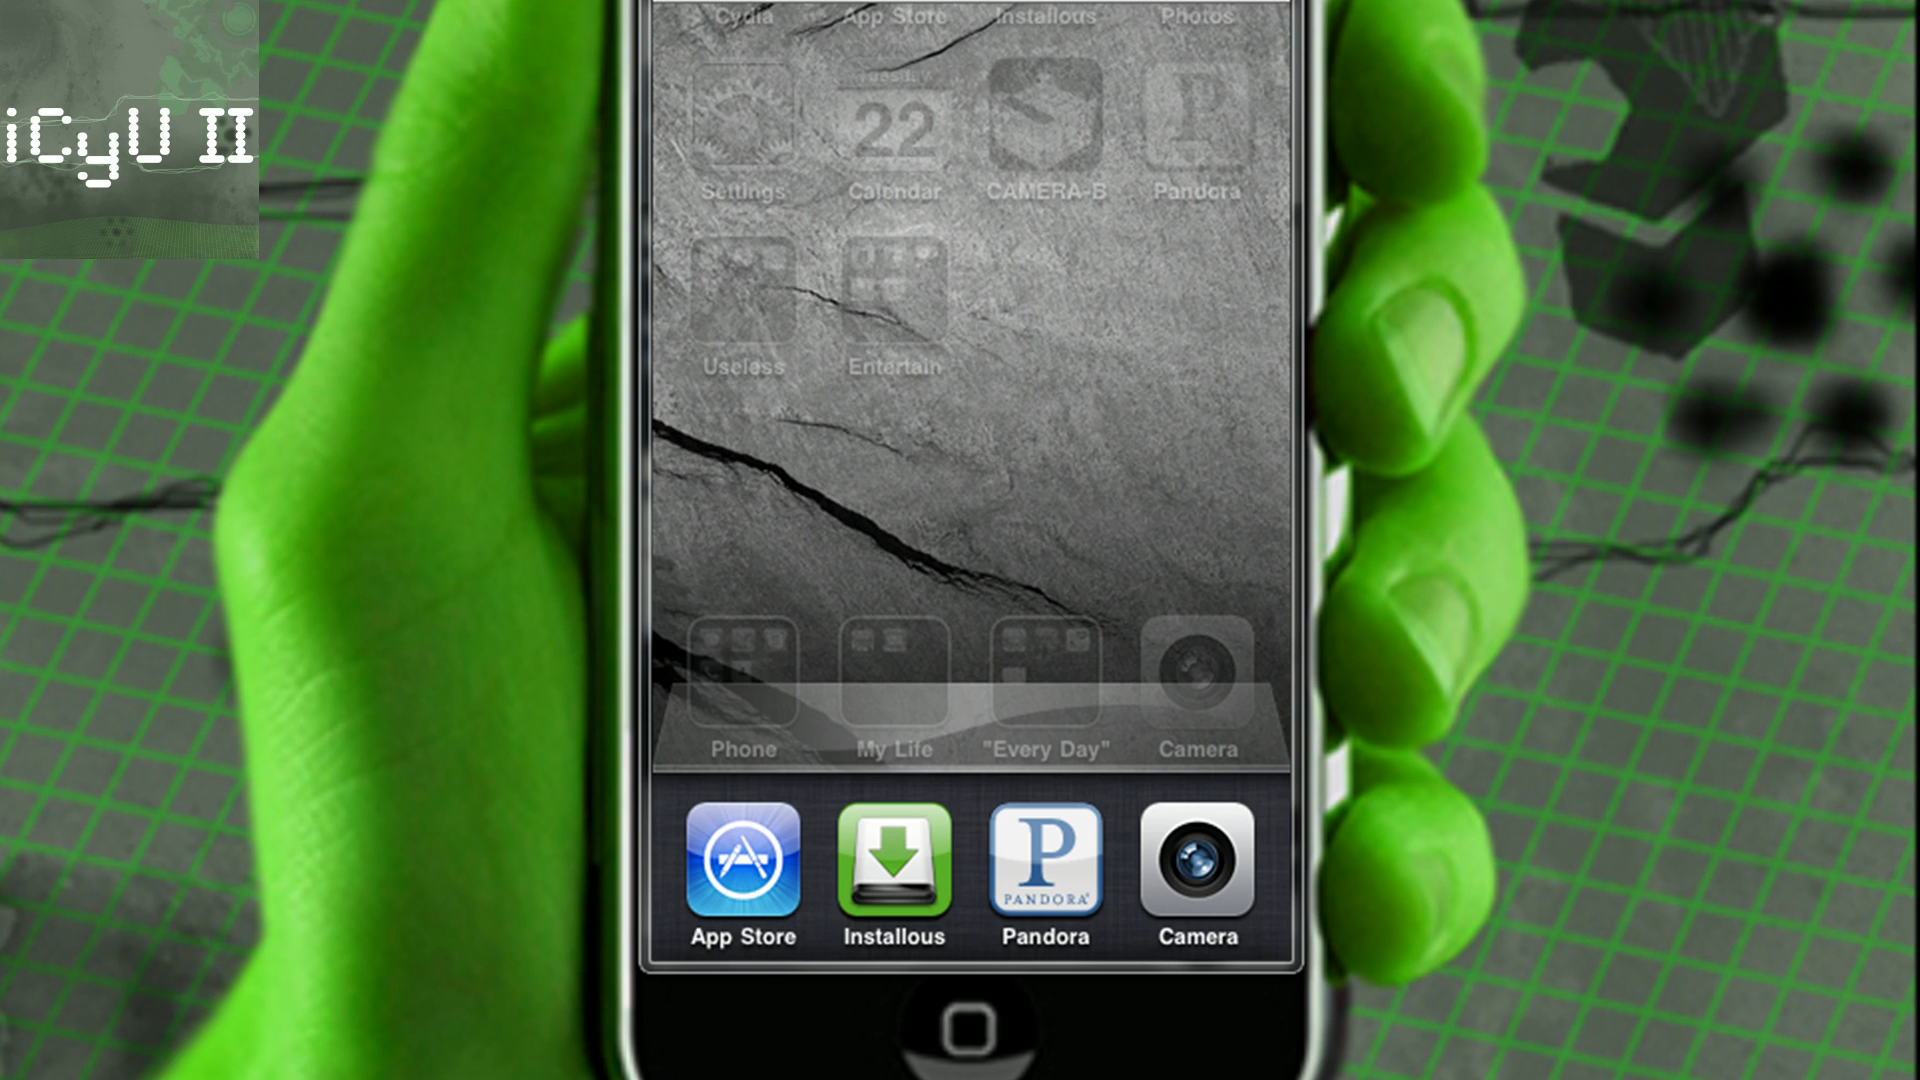 iCyU II
Cydia App Store Installous Photos
Tuesday
22
Settings Calendar CAMERA-B Pandora
Useless Entertain
Phone My Life "Every Day" Camera
PANDORA
App Store Installous Pandora Camera